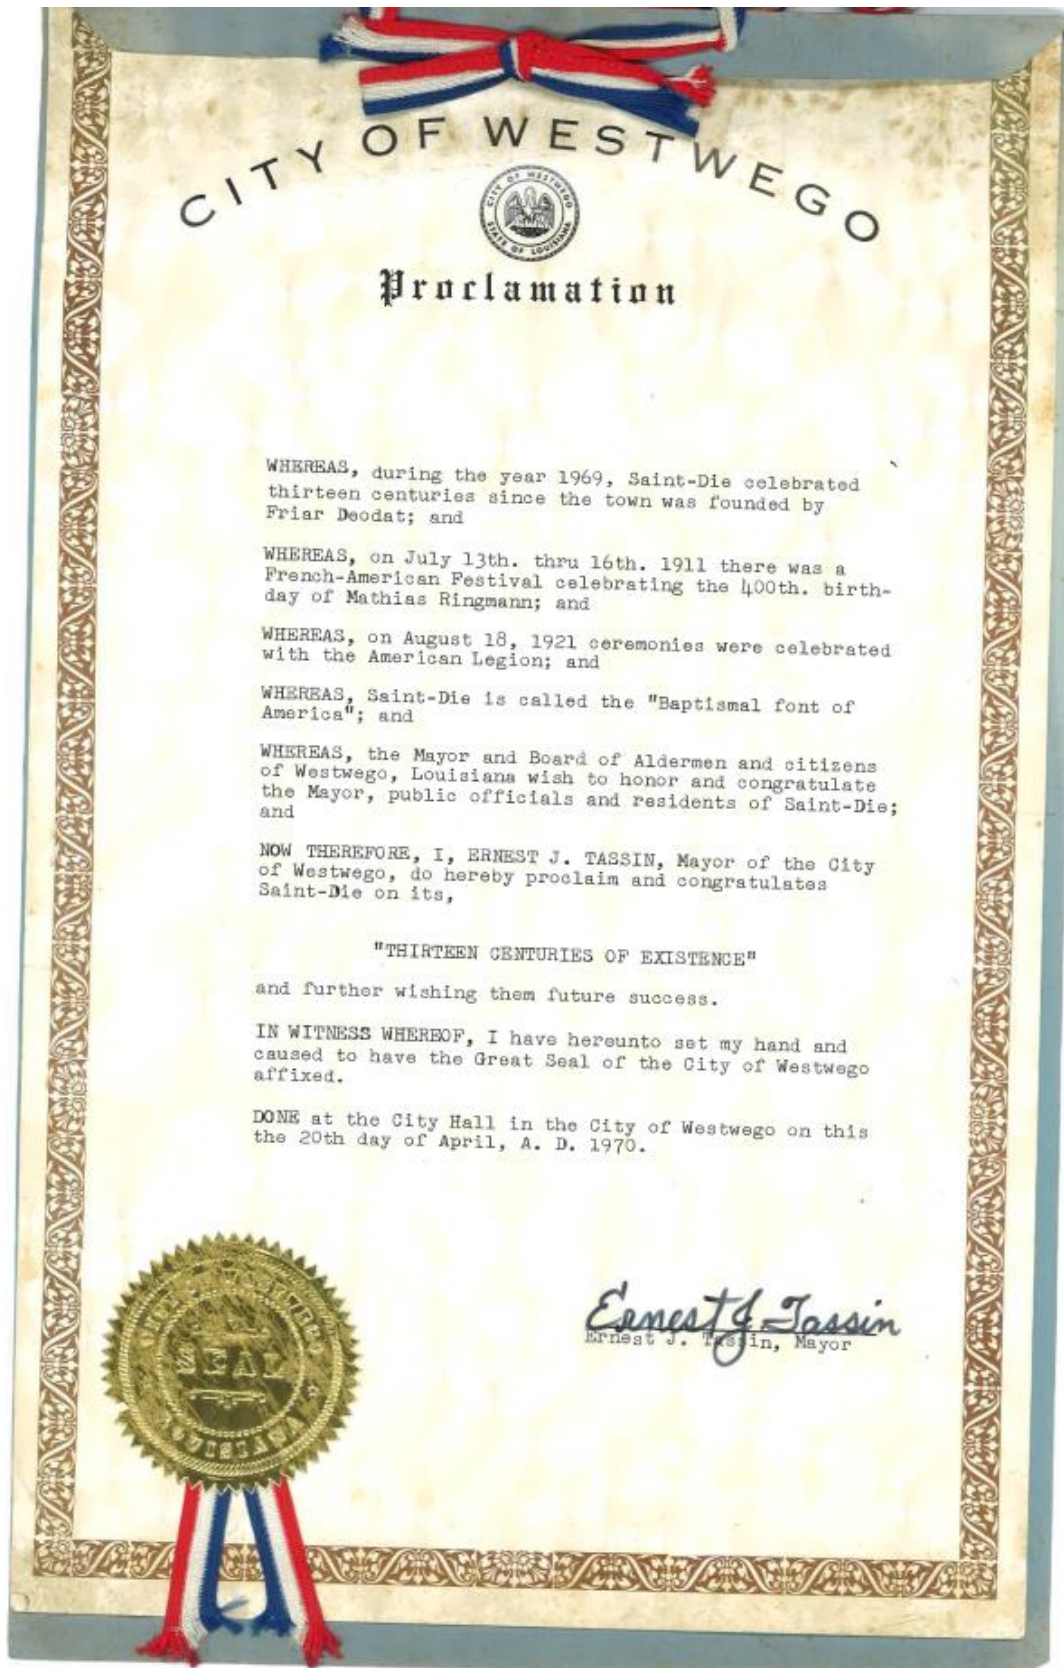 CITY OF WESTWEGO
CITY OF WESTWEGO
STATE OF LOUISIANA
Proclamation
WHEREAS, during the year 1969, Saint-Die celebrated
thirteen centuries since the town was founded by
Friar Deodat; and
WHEREAS, on July 13th. thru 16th. 1911 there was a
French-American Festival celebrating the 400th. birth-
day of Mathias Ringmann; and
WHEREAS, on August 18, 1921 ceremonies were celebrated
with the American Legion; and
WHEREAS, Saint-Die is called the "Baptismal font of
America"; and
WHEREAS, the Mayor and Board of Aldermen and citizens
of Westwego, Louisiana wish to honor and congratulate
the Mayor, public officials and residents of Saint-Die;
and
NOW THEREFORE, I, ERNEST J. TASSIN, Mayor of the City
of Westwego, do hereby proclaim and congratulates
Saint-Die on its,
"THIRTEEN CENTURIES OF EXISTENCE"
and further wishing them future success.
IN WITNESS WHEREOF, I have hereunto set my hand and
caused to have the Great Seal of the City of Westwego
affixed.
DONE at the City Hall in the City of Westwego on this
the 20th day of April, A. D. 1970.
Ernest J. Tassin
Ernest J. Tassin, Mayor
SEAL
LOUISIANA